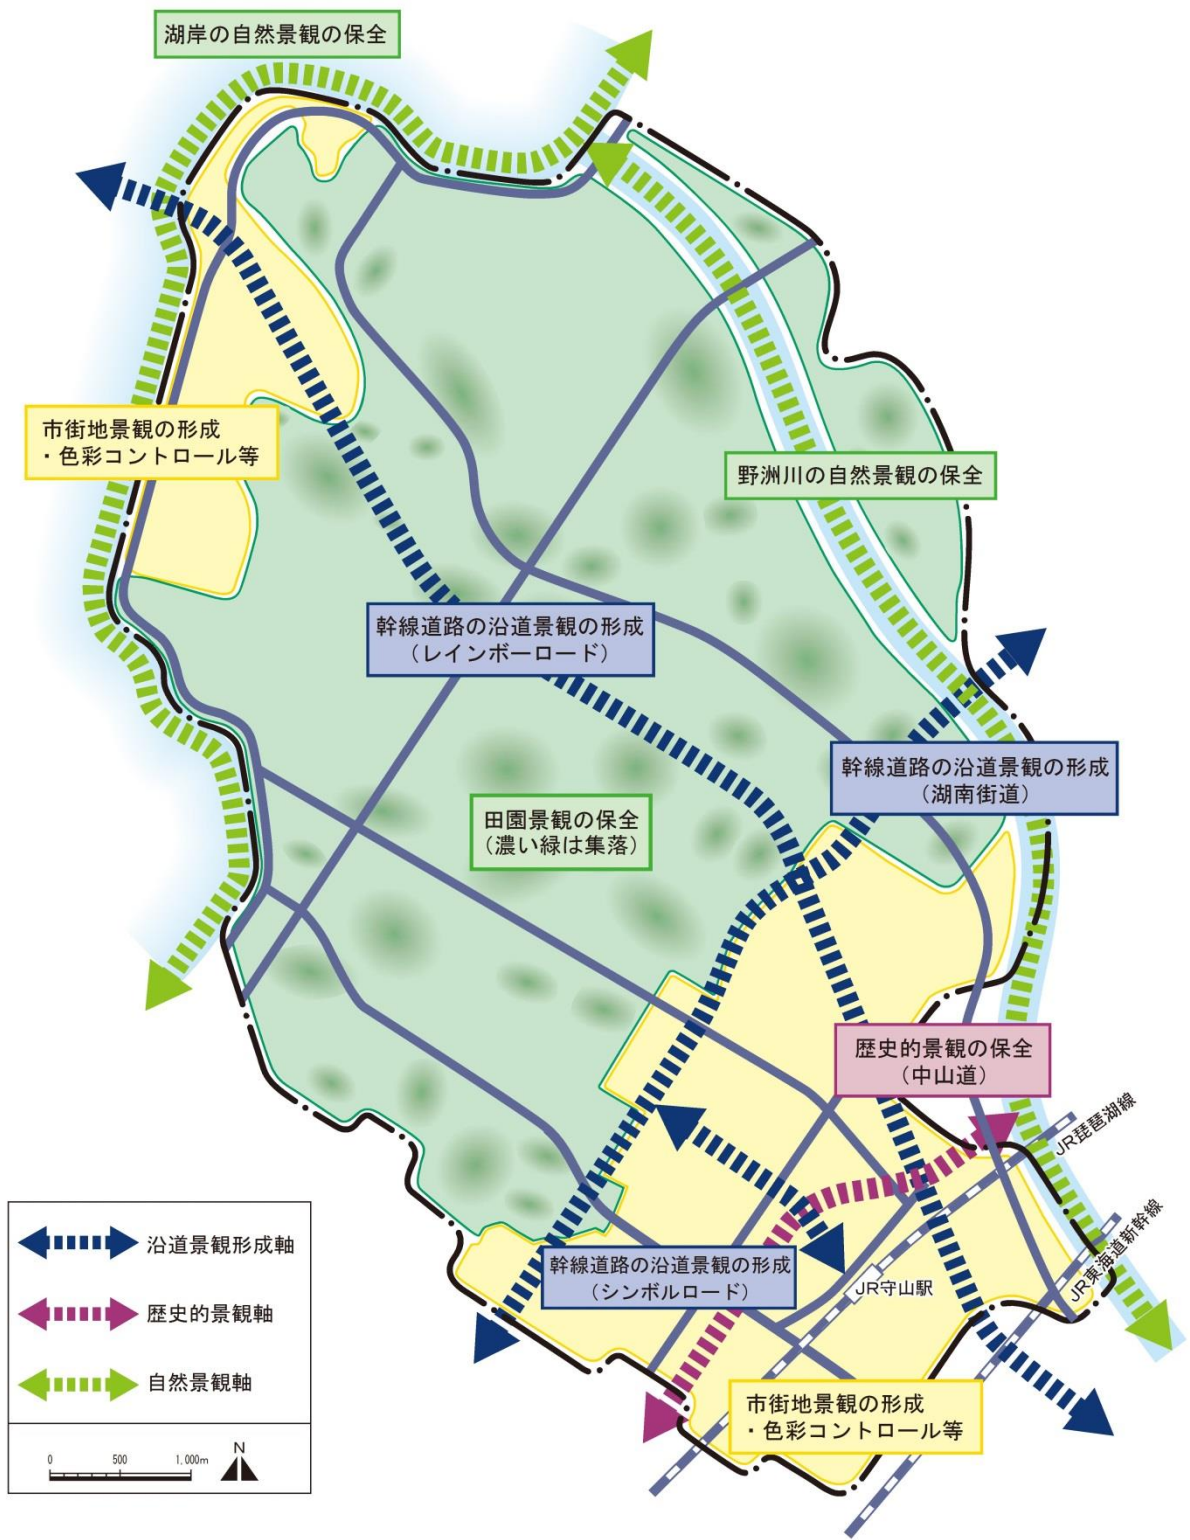 湖岸の自然景観の保全
市街地景観の形成
・色彩コントロール等
野洲川の自然景観の保全
幹線道路の沿道景観の形成
（レインボーロード）
幹線道路の沿道景観の形成
（湖南街道）
田園景観の保全
（濃い緑は集落）
歴史的景観の保全
（中山道）
JR琵琶湖線
JR東海道新幹線
幹線道路の沿道景観の形成
（シンボルロード）
JR守山駅
市街地景観の形成
・色彩コントロール等
沿道景観形成軸
歴史的景観軸
自然景観軸
0 500 1,000m
N